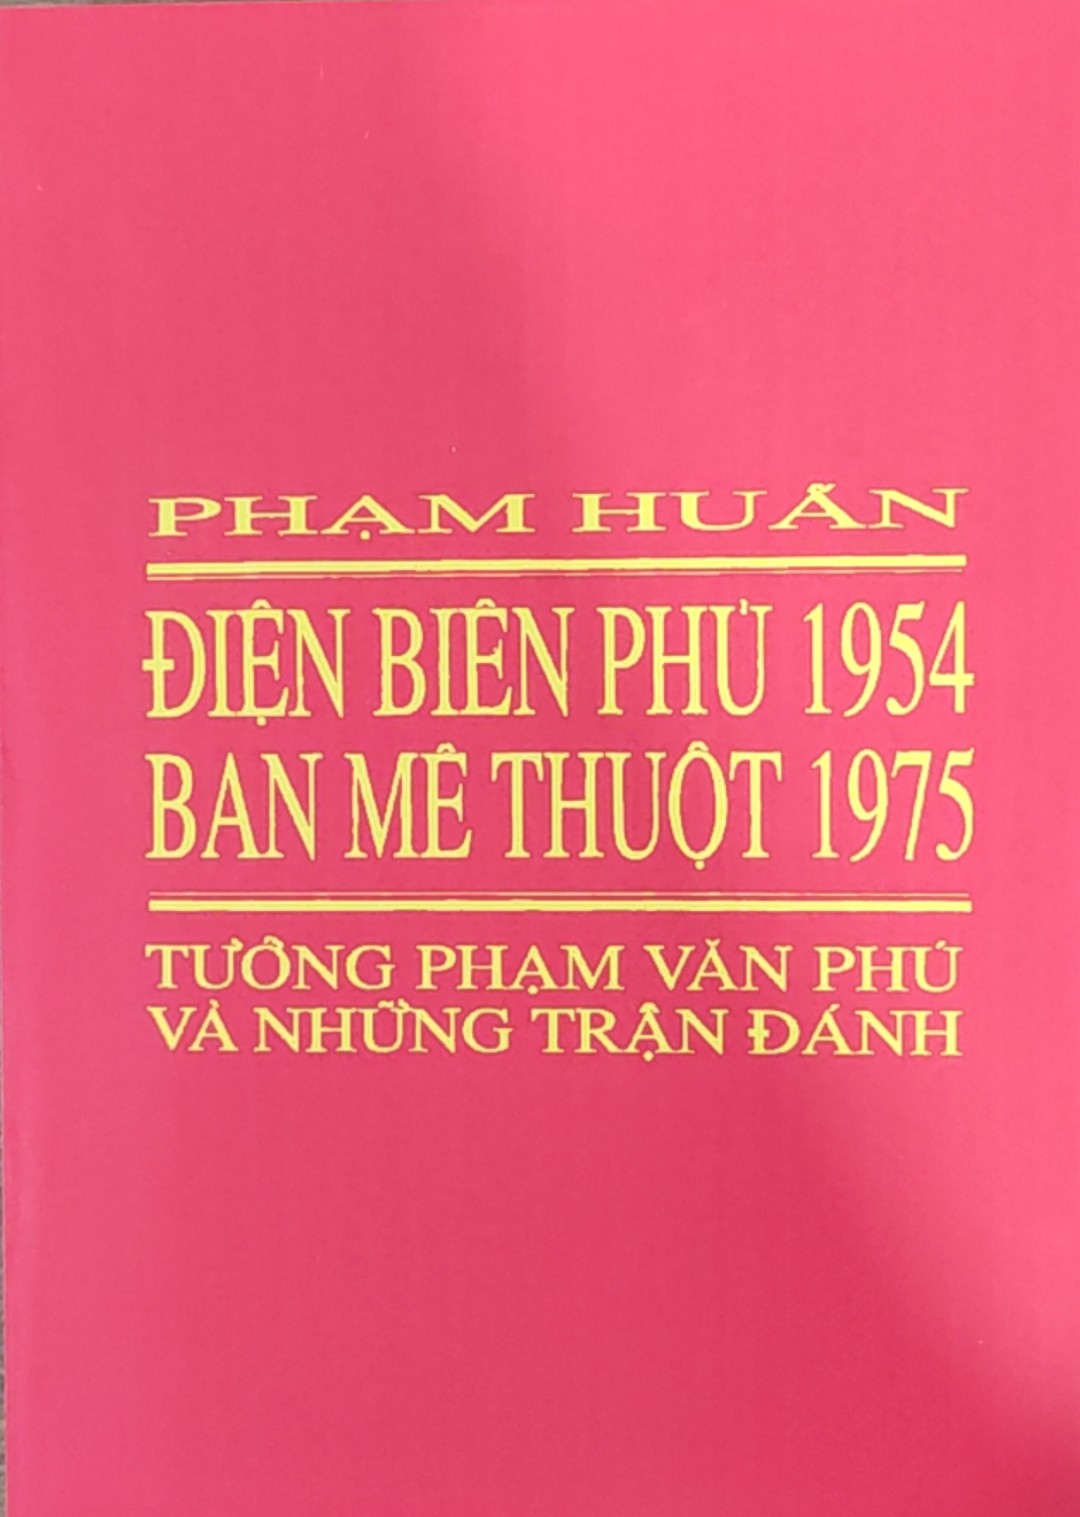 PHẠM HUẤN
ĐIỆN BIÊN PHỦ 1954
BAN MÊ THUỘT 1975
TƯỚNG PHẠM VĂN PHÚ
VÀ NHỮNG TRẬN ĐÁNH